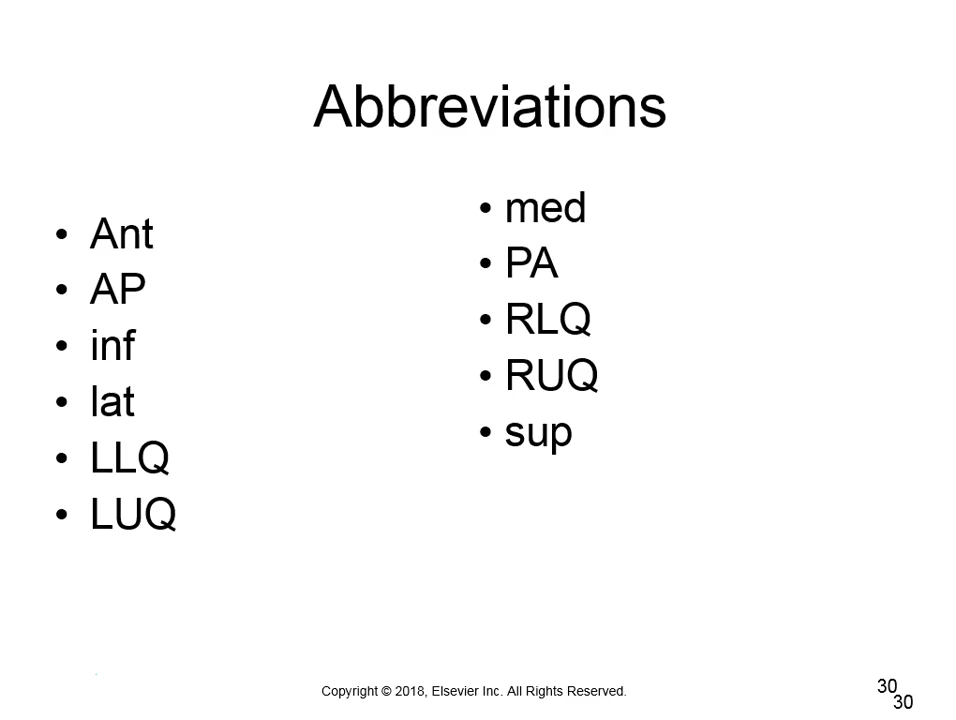 Abbreviations
• Ant
• AP
• inf
• lat
• LLQ
• LUQ
• med
• PA
• RLQ
• RUQ
• sup
Copyright © 2018, Elsevier Inc. All Rights Reserved.
30
30